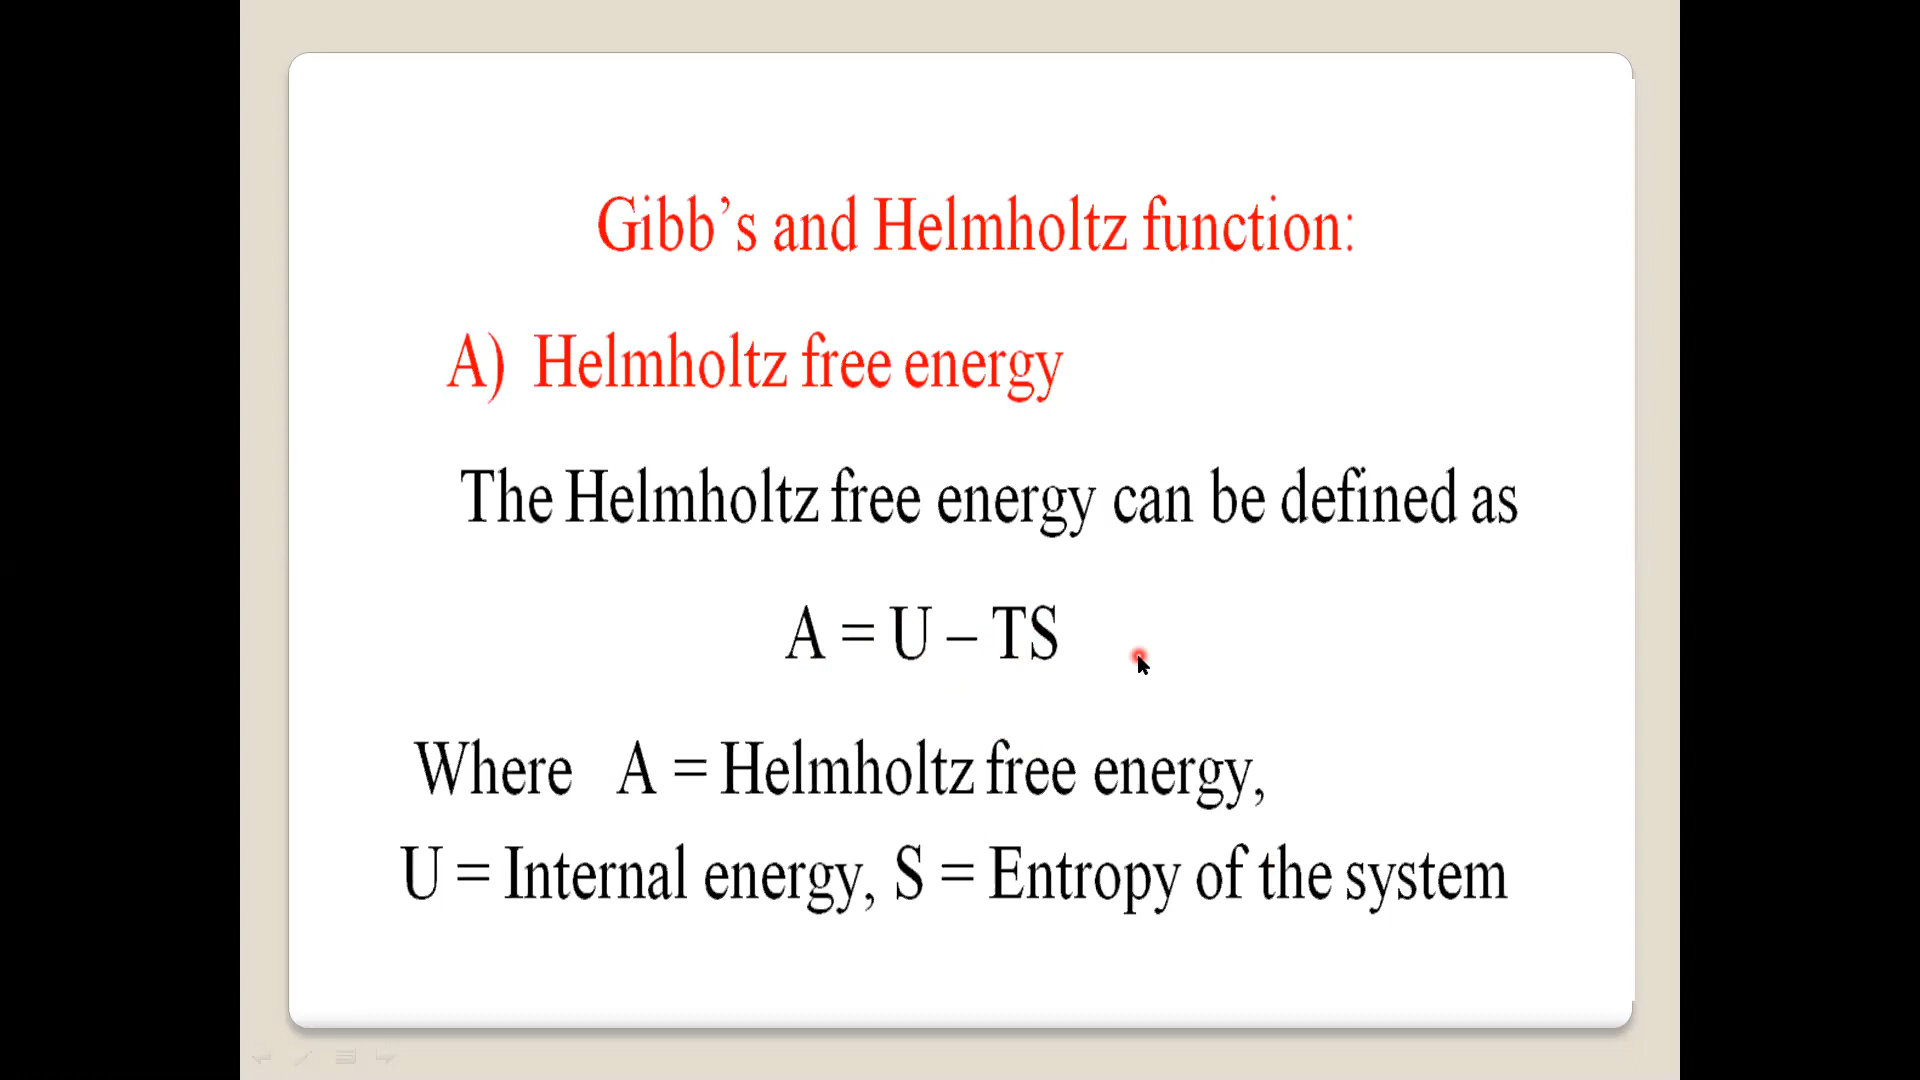 Gibb’s and Helmholtz function:
A) Helmholtz free energy
The Helmholtz free energy can be defined as
A = U – TS
Where A = Helmholtz free energy,
U = Internal energy, S = Entropy of the system